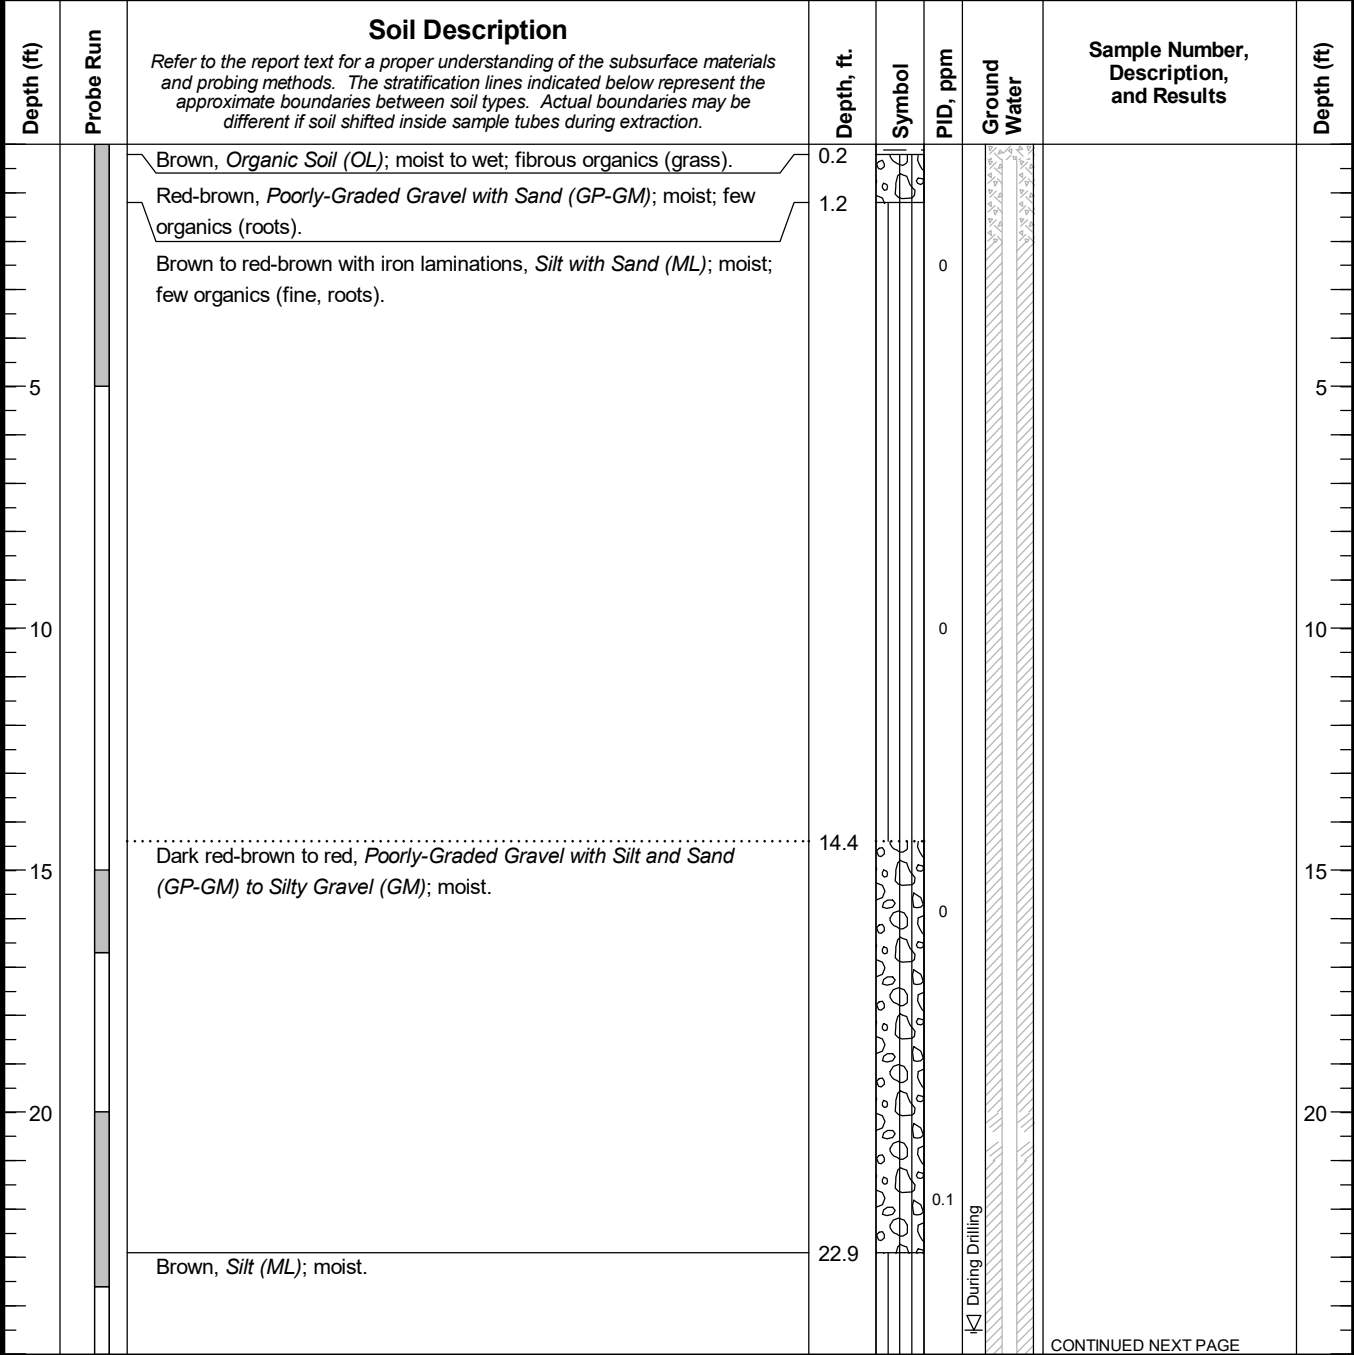 Depth (ft)
Probe Run
Soil Description
Refer to the report text for a proper understanding of the subsurface materials
and probing methods. The stratification lines indicated below represent the
approximate boundaries between soil types. Actual boundaries may be
different if soil shifted inside sample tubes during extraction.
Depth, ft.
Symbol
PID, ppm
Ground
Water
Sample Number,
Description,
and Results
Depth (ft)
Brown, Organic Soil (OL); moist to wet; fibrous organics (grass).
0.2
Red-brown, Poorly-Graded Gravel with Sand (GP-GM); moist; few
organics (roots).
1.2
Brown to red-brown with iron laminations, Silt with Sand (ML); moist;
few organics (fine, roots).
0
5
5
10
0
10
14.4
Dark red-brown to red, Poorly-Graded Gravel with Silt and Sand
(GP-GM) to Silty Gravel (GM); moist.
15
15
0
20
20
0.1
22.9
Brown, Silt (ML); moist.
During Drilling
CONTINUED NEXT PAGE